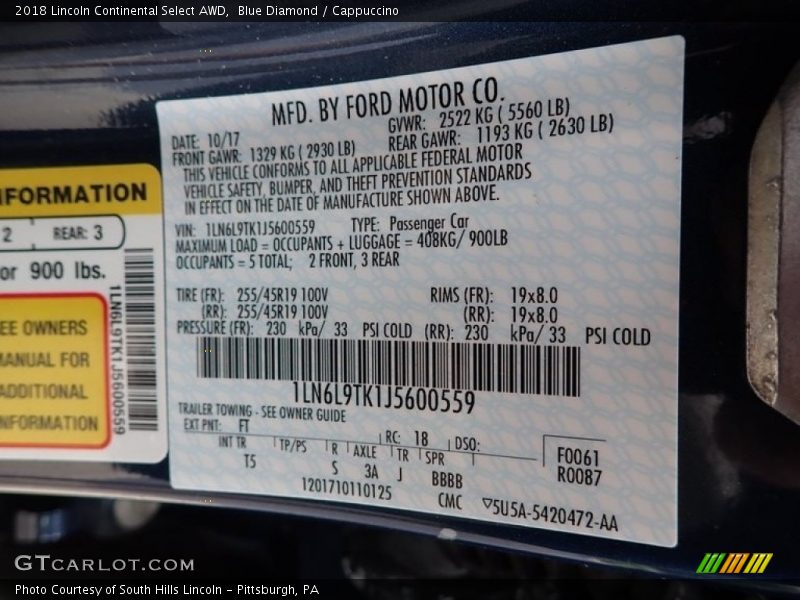 2018 Lincoln Continental Select AWD,  Blue Diamond / Cappuccino
MFD. BY FORD MOTOR CO.
DATE: 10/17
GVWR: 2522 KG ( 5560 LB)
FRONT GAWR: 1329 KG ( 2930 LB)
REAR GAWR: 1193 KG ( 2630 LB)
THIS VEHICLE CONFORMS TO ALL APPLICABLE FEDERAL MOTOR
VEHICLE SAFETY, BUMPER, AND THEFT PREVENTION STANDARDS
IN EFFECT ON THE DATE OF MANUFACTURE SHOWN ABOVE.
VIN: 1LN6L9TK1J5600559 TYPE: Passenger Car
MAXIMUM LOAD = OCCUPANTS + LUGGAGE = 408KG/ 900LB
OCCUPANTS = 5 TOTAL; 2 FRONT, 3 REAR
TIRE (FR): 255/45R19 100V RIMS (FR): 19x8.0
(RR): 255/45R19 100V (RR): 19x8.0
PRESSURE (FR): 230 kPa/ 33 PSI COLD (RR): 230 kPa/ 33 PSI COLD
1LN6L9TK1J5600559
TRAILER TOWING - SEE OWNER GUIDE
EXT PNT: FT RC: 18 DSO:
INT TR TP/PS R AXLE TR SPR
T5 S 3A J BBBB
F0061
R0087
1201710110125 CMC 5U5A-5420472-AA
NFORMATION
2 REAR: 3
or 900 lbs.
1LN6L9TK1J5600559
EE OWNERS
MANUAL FOR
ADDITIONAL
NFORMATION
GTCARLOT.COM
Photo Courtesy of South Hills Lincoln - Pittsburgh, PA